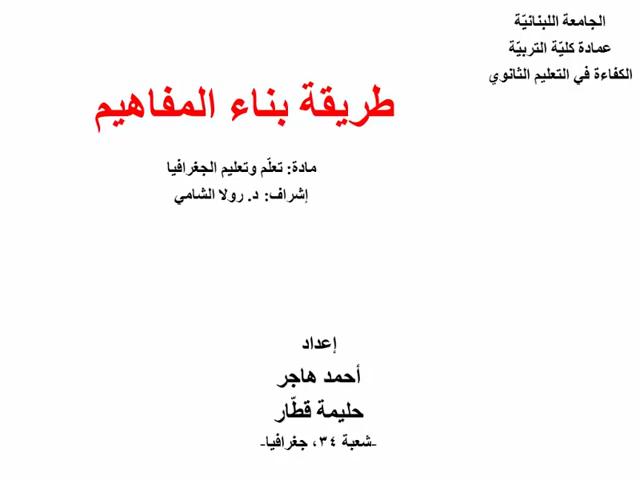 الجامعة اللبنانيّة
عمادة كليّة التربيّة
الكفاءة في التعليم الثانوي
طريقة بناء المفاهيم
مادة: تعلّم وتعليم الجغرافيا
إشراف: د. رولا الشامي
إعداد
أحمد هاجر
حليمة قطّار
-شعبة ٣٤، جغرافيا-